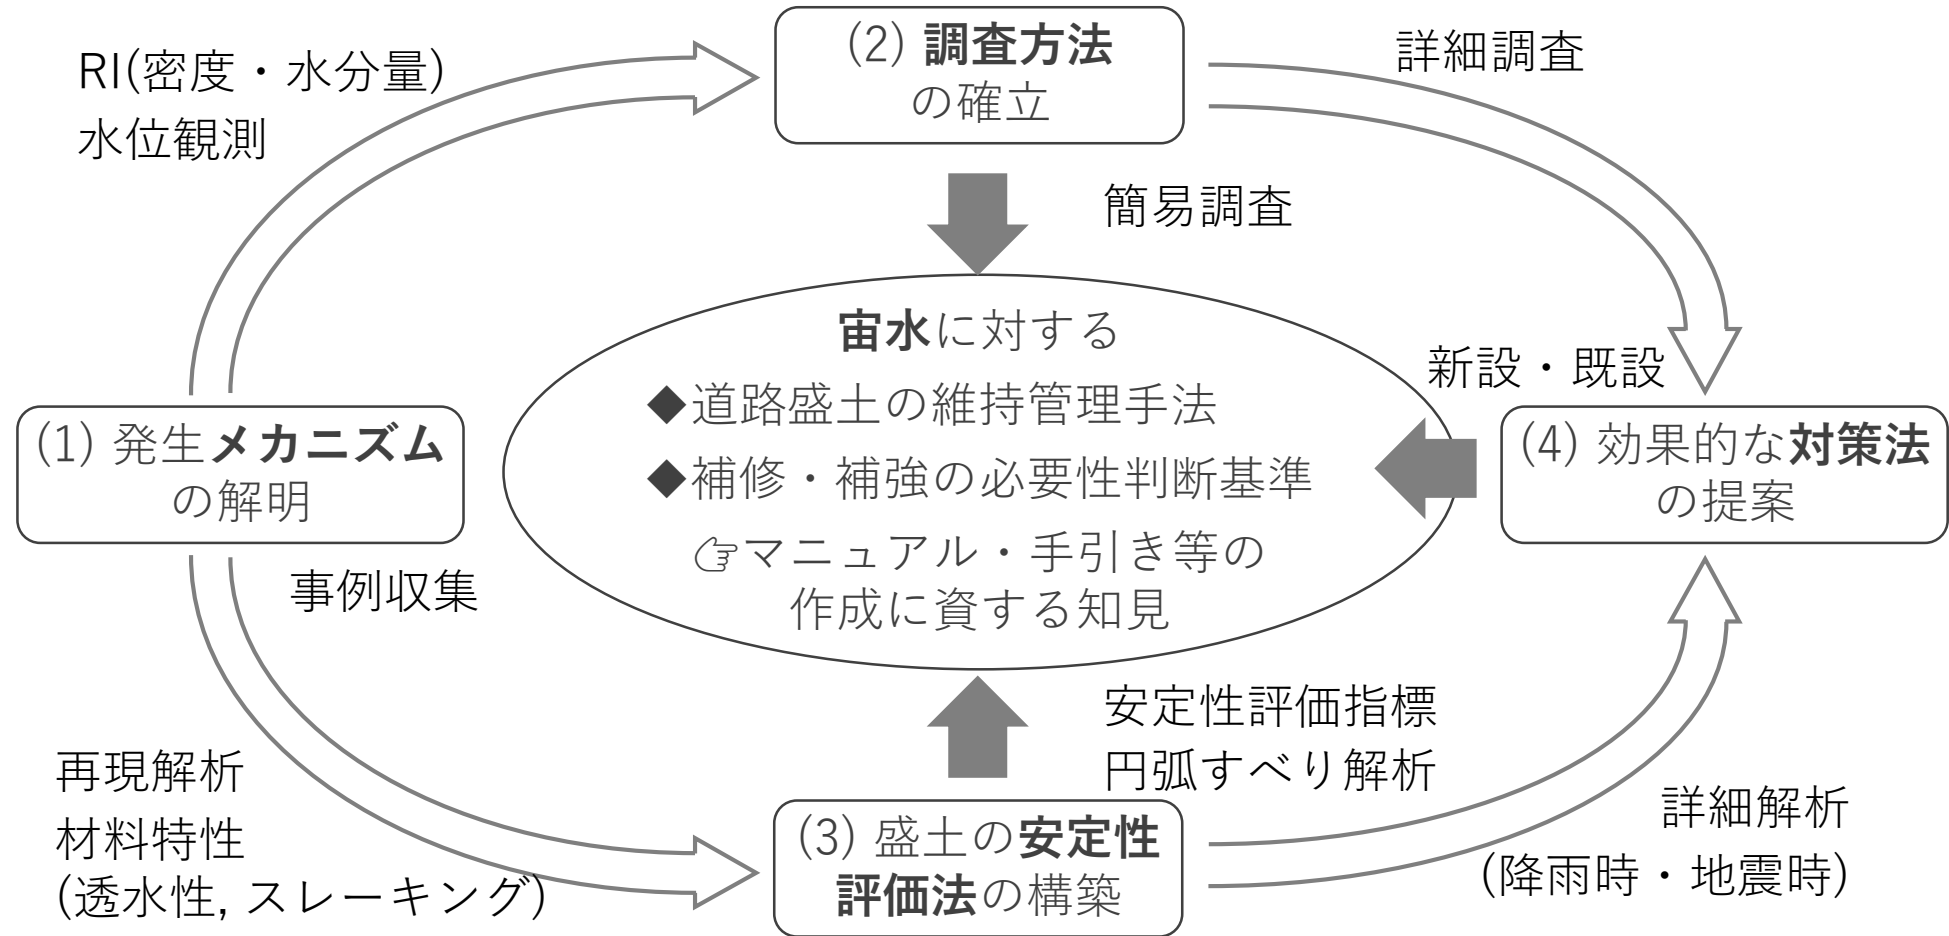 (2) 調査方法
の確立
RI(密度・水分量)
水位観測
詳細調査
簡易調査
宙水に対する
◆道路盛土の維持管理手法
◆補修・補強の必要性判断基準
☞マニュアル・手引き等の
作成に資する知見
新設・既設
(1) 発生メカニズム
の解明
(4) 効果的な対策法
の提案
事例収集
安定性評価指標
円弧すべり解析
再現解析
材料特性
(透水性, スレーキング)
(3) 盛土の安定性
評価法の構築
詳細解析
(降雨時・地震時)